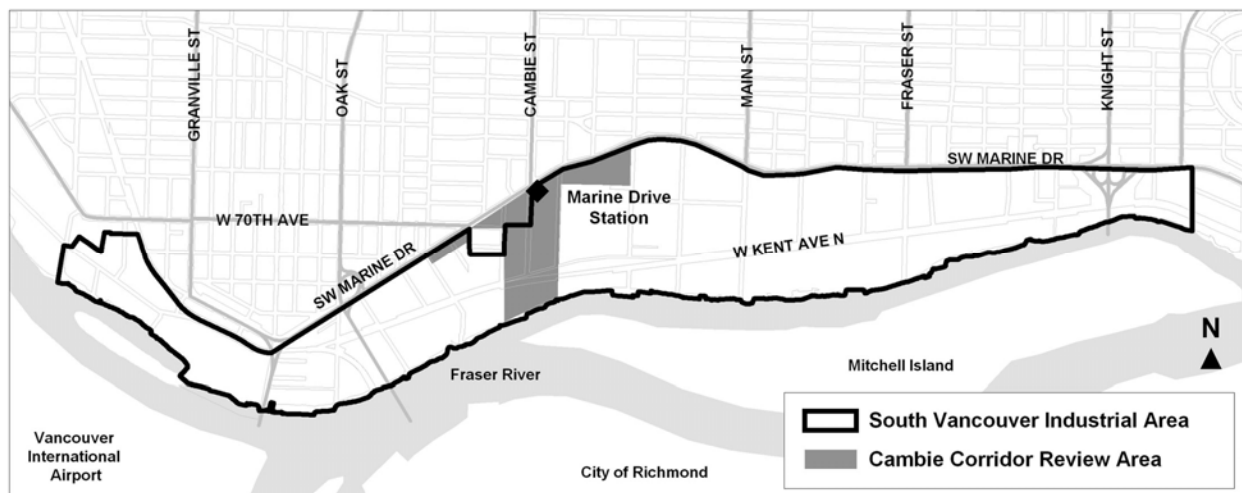 GRANVILLE ST
OAK ST
CAMBIE ST
MAIN ST
FRASER ST
KNIGHT ST
SW MARINE DR
Marine Drive
Station
W 70TH AVE
W KENT AVE N
SW MARINE DR
N
Mitchell Island
Fraser River
South Vancouver Industrial Area
Cambie Corridor Review Area
Vancouver
International
Airport
City of Richmond